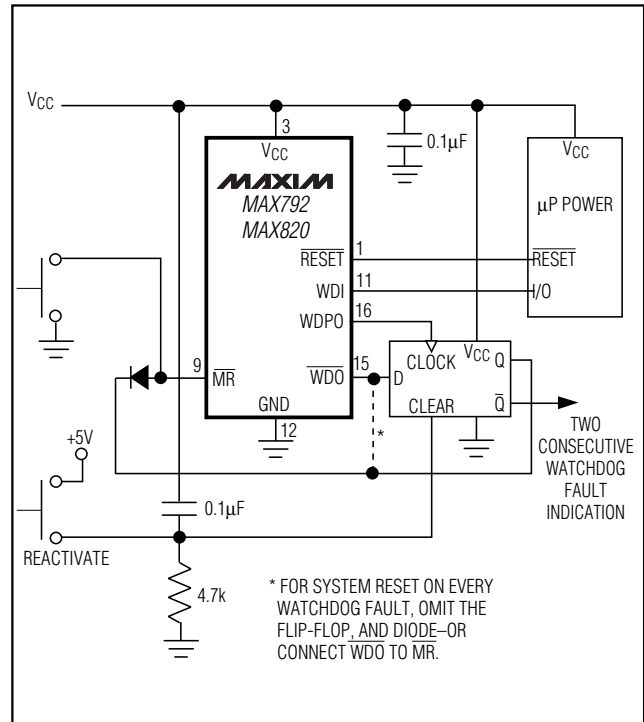 VCC
3
VCC
MAXIM
MAX792
MAX820
0.1µF
VCC
µP POWER
RESET
1
RESET
WDI
11
I/O
WDPO
16
9
MR
WDO
15
D
CLOCK
VCC
Q
Q
CLEAR
GND
12
*
+5V
0.1µF
REACTIVATE
4.7k
TWO
CONSECUTIVE
WATCHDOG
FAULT
INDICATION
* FOR SYSTEM RESET ON EVERY
WATCHDOG FAULT, OMIT THE
FLIP-FLOP, AND DIODE–OR
CONNECT WDO TO MR.